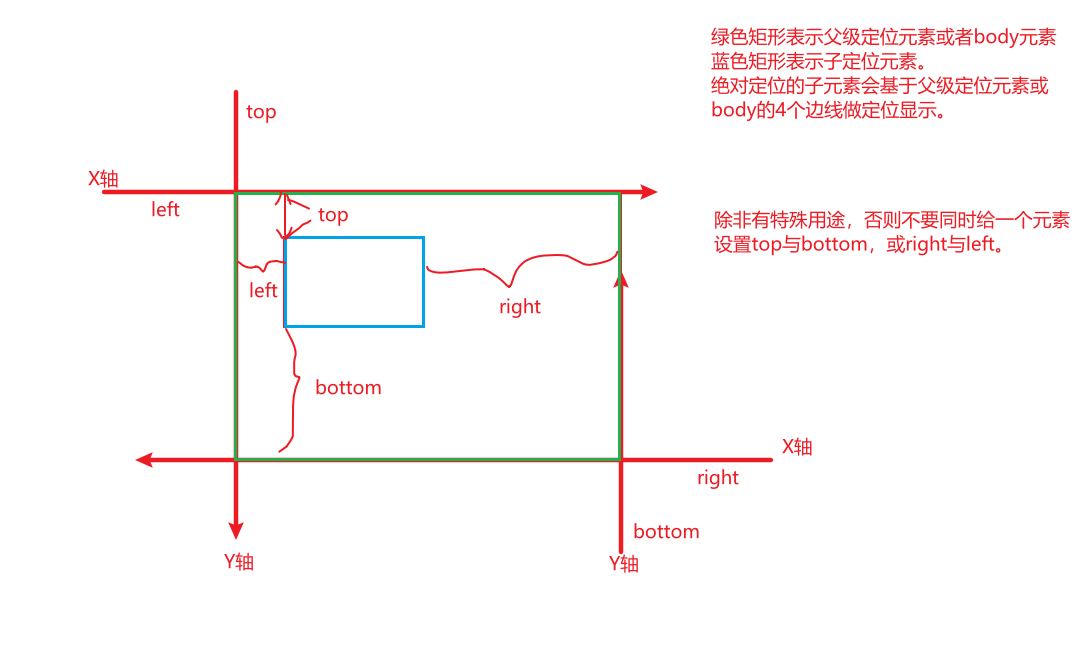 绿色矩形表示父级定位元素或者body元素
蓝色矩形表示子定位元素。
绝对定位的子元素会基于父级定位元素或
body的4个边线做定位显示。
top
X轴
left
top
除非有特殊用途，否则不要同时给一个元素
设置top与bottom，或right与left。
left
right
bottom
X轴
right
bottom
Y轴
Y轴